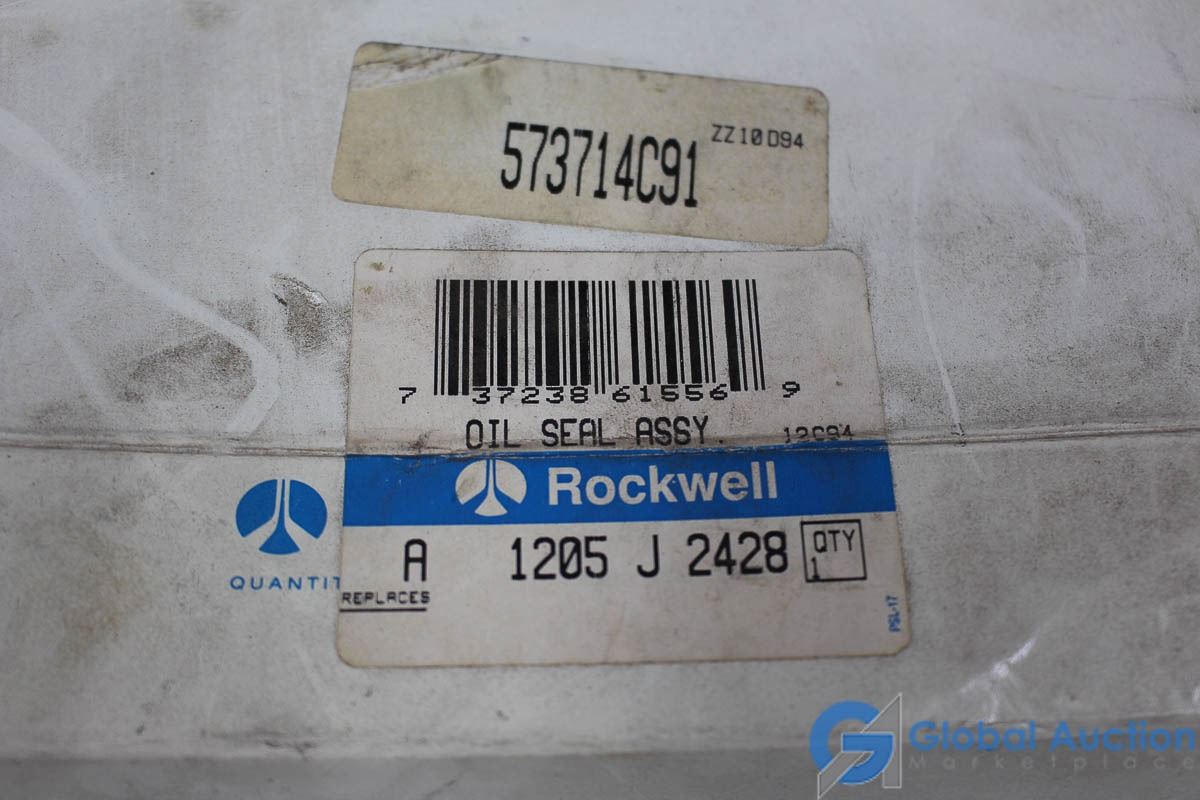 573714C91 ZZ10D94
7 37238 61556 9
OIL SEAL ASSY. 12C94
Rockwell
A 1205 J 2428 QTY
1
QUANTIT
REPLACES
PSL-17
Global Auction
Marketplace